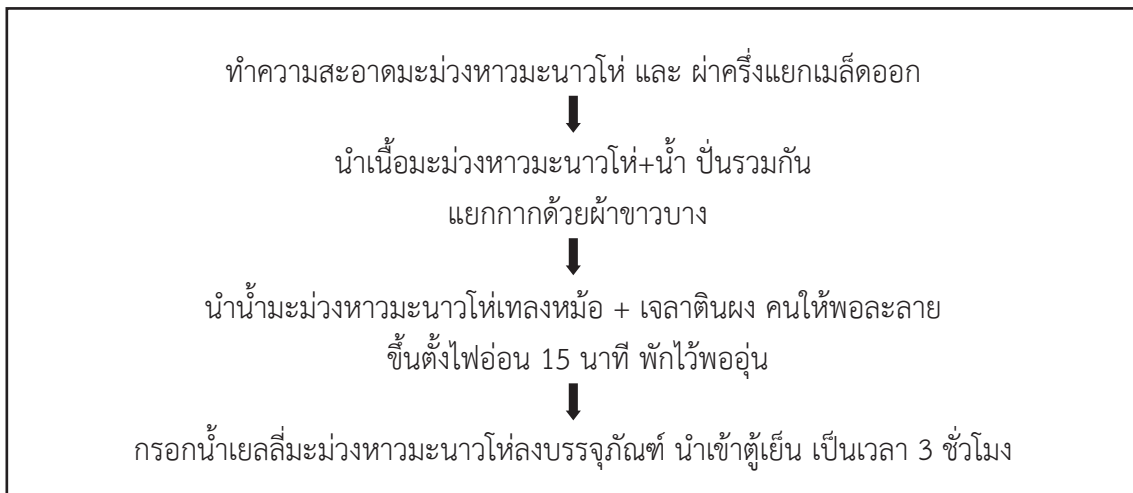 ทำความสะอาดมะม่วงหาวมะนาวโห่ และ ผ่าครึ่งแยกเมล็ดออก
นำเนื้อมะม่วงหาวมะนาวโห่+น้ำ ปั่นรวมกัน
แยกกากด้วยผ้าขาวบาง
นำน้ำมะม่วงหาวมะนาวโห่เทลงหม้อ + เจลาตินผง คนให้พอละลาย
ขึ้นตั้งไฟอ่อน 15 นาที พักไว้พออุ่น
กรอกน้ำเยลลี่มะม่วงหาวมะนาวโห่ลงบรรจุภัณฑ์ นำเข้าตู้เย็น เป็นเวลา 3 ชั่วโมง